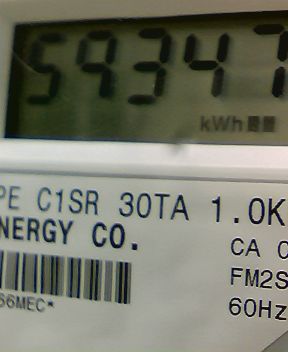 59347
kWh
PE C1SR 30TA 1.0K
NERGY CO.
CA
FM2S
60Hz
56MEC*